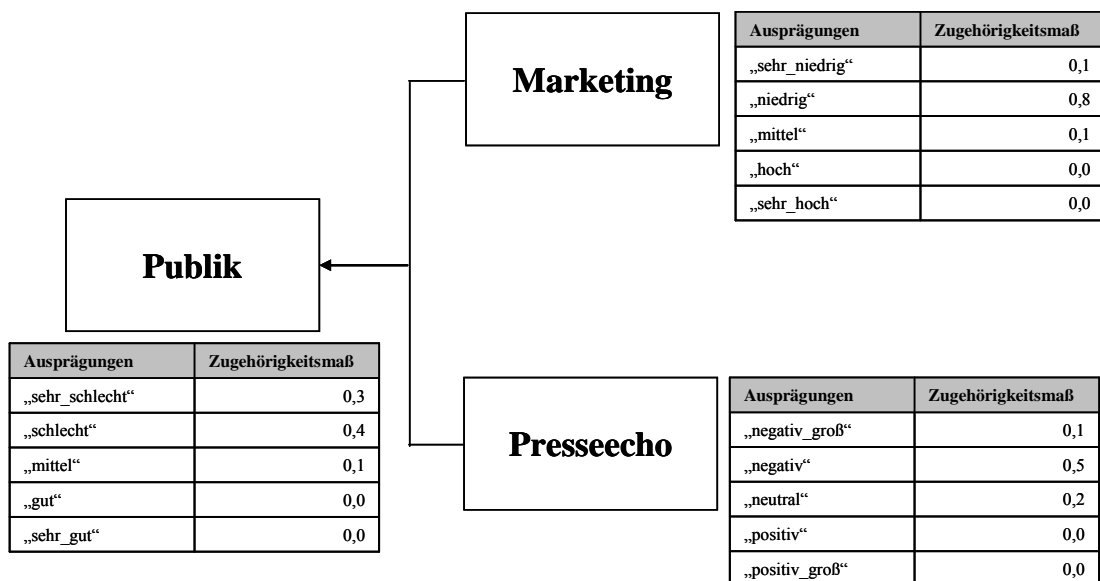 Marketing
Ausprägungen Zugehörigkeitsmaß
„sehr_niedrig“ 0,1
„niedrig“ 0,8
„mittel“ 0,1
„hoch“ 0,0
„sehr_hoch“ 0,0
Publik
Ausprägungen Zugehörigkeitsmaß
„sehr_schlecht“ 0,3
„schlecht“ 0,4
„mittel“ 0,1
„gut“ 0,0
„sehr_gut“ 0,0
Presseecho
Ausprägungen Zugehörigkeitsmaß
„negativ_groß“ 0,1
„negativ“ 0,5
„neutral“ 0,2
„positiv“ 0,0
„positiv_groß“ 0,0